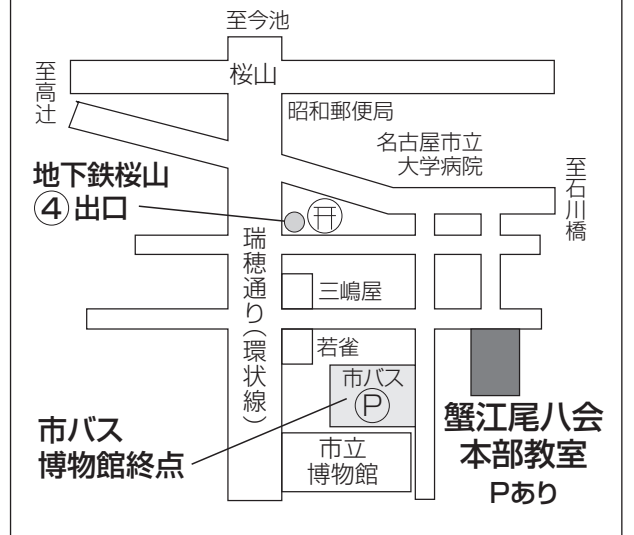 至今池
桜山
至高辻
昭和郵便局
名古屋市立
大学病院
至石川橋
地下鉄桜山
④出口
瑞穂通り(環状線)
三嶋屋
若雀
市バス
Ⓟ
市バス
博物館終点
市立
博物館
蟹江尾八会
本部教室
Pあり